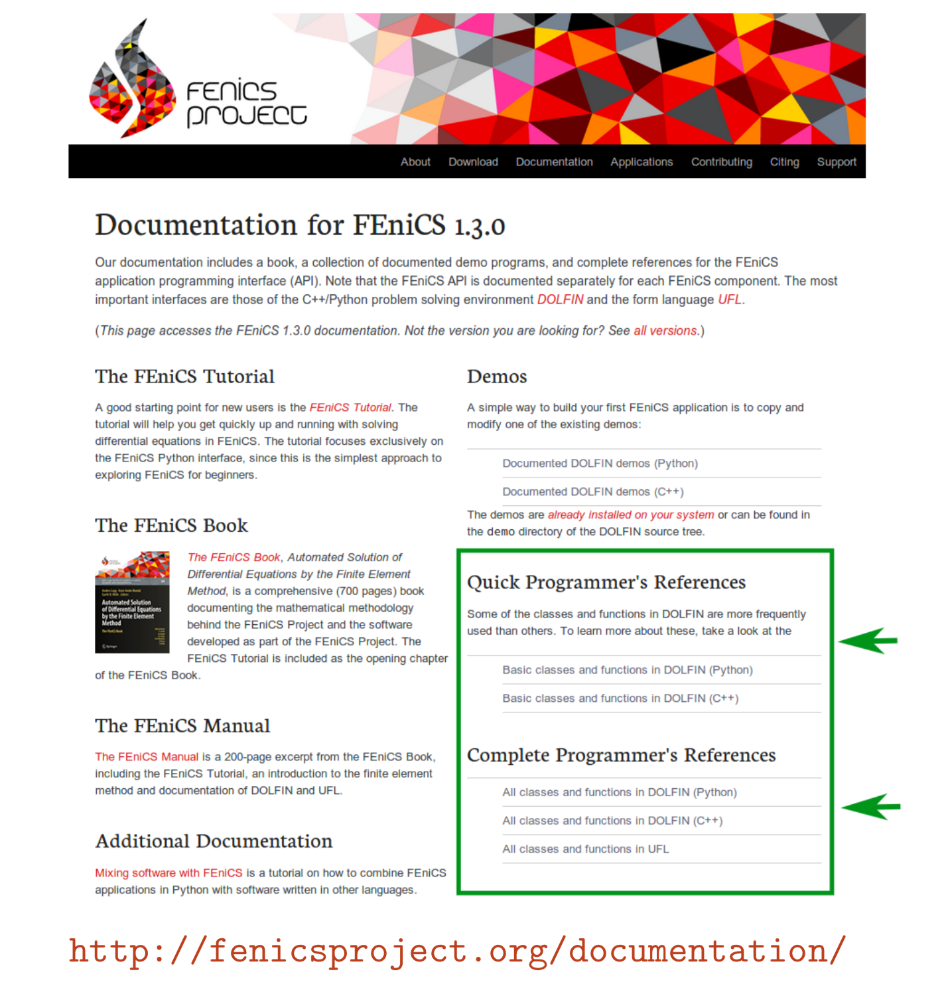 FENICS
PROJECT
About Download Documentation Applications Contributing Citing Support
Documentation for FEniCS 1.3.0
Our documentation includes a book, a collection of documented demo programs, and complete references for the FEniCS
application programming interface (API). Note that the FEniCS API is documented separately for each FEniCS component. The most
important interfaces are those of the C++/Python problem solving environment DOLFIN and the form language UFL.
(This page accesses the FEniCS 1.3.0 documentation. Not the version you are looking for? See all versions.)
The FEniCS Tutorial
A good starting point for new users is the FEniCS Tutorial. The
tutorial will help you get quickly up and running with solving
differential equations in FEniCS. The tutorial focuses exclusively on
the FEniCS Python interface, since this is the simplest approach to
exploring FEniCS for beginners.
The FEniCS Book
Automated Solution
of Differential Equations
by the Finite Element
Method
The FEniCS Book, Automated Solution of
Differential Equations by the Finite Element
Method, is a comprehensive (700 pages) book
documenting the mathematical methodology
behind the FEniCS Project and the software
developed as part of the FEniCS Project. The
FEniCS Tutorial is included as the opening chapter
of the FEniCS Book.
The FEniCS Manual
The FEniCS Manual is a 200-page excerpt from the FEniCS Book,
including the FEniCS Tutorial, an introduction to the finite element
method and documentation of DOLFIN and UFL.
Additional Documentation
Mixing software with FEniCS is a tutorial on how to combine FEniCS
applications in Python with software written in other languages.
Demos
A simple way to build your first FEniCS application is to copy and
modify one of the existing demos:
Documented DOLFIN demos (Python)
Documented DOLFIN demos (C++)
The demos are already installed on your system or can be found in
the demo directory of the DOLFIN source tree.
Quick Programmer's References
Some of the classes and functions in DOLFIN are more frequently
used than others. To learn more about these, take a look at the
Basic classes and functions in DOLFIN (Python)
Basic classes and functions in DOLFIN (C++)
Complete Programmer's References
All classes and functions in DOLFIN (Python)
All classes and functions in DOLFIN (C++)
All classes and functions in UFL
http://fenicsproject.org/documentation/